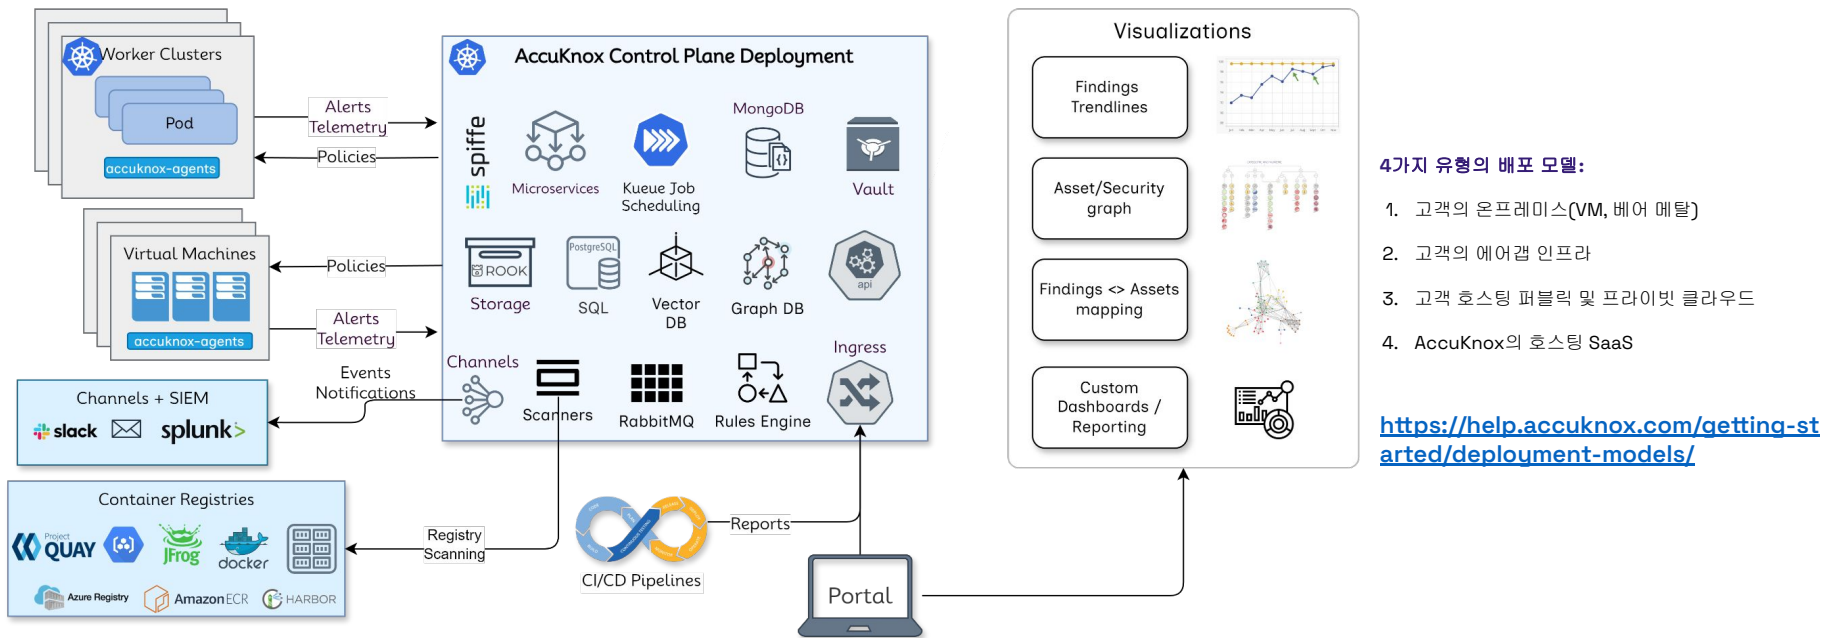 Worker Clusters
Pod
accuknox-agents
Alerts
Telemetry
Policies
Virtual Machines
accuknox-agents
Policies
Alerts
Telemetry
Events
Notifications
Channels + SIEM
slack
splunk>
Container Registries
Project
QUAY
JFrog
docker
Azure Registry
Amazon ECR
HARBOR
Registry
Scanning
AccuKnox Control Plane Deployment
spiffe
Microservices
Kueue Job
Scheduling
MongoDB
Vault
ROOK
Storage
PostgreSQL
SQL
Vector
DB
Graph DB
api
Channels
Scanners
RabbitMQ
Rules Engine
Ingress
CI/CD Pipelines
Reports
Portal
Visualizations
Findings
Trendlines
Asset/Security
graph
Findings <> Assets
mapping
Custom
Dashboards /
Reporting
4가지 유형의 배포 모델:
1. 고객의 온프레미스(VM, 베어 메탈)
2. 고객의 에어갭 인프라
3. 고객 호스팅 퍼블릭 및 프라이빗 클라우드
4. AccuKnox의 호스팅 SaaS
https://help.accuknox.com/getting-st
arted/deployment-models/